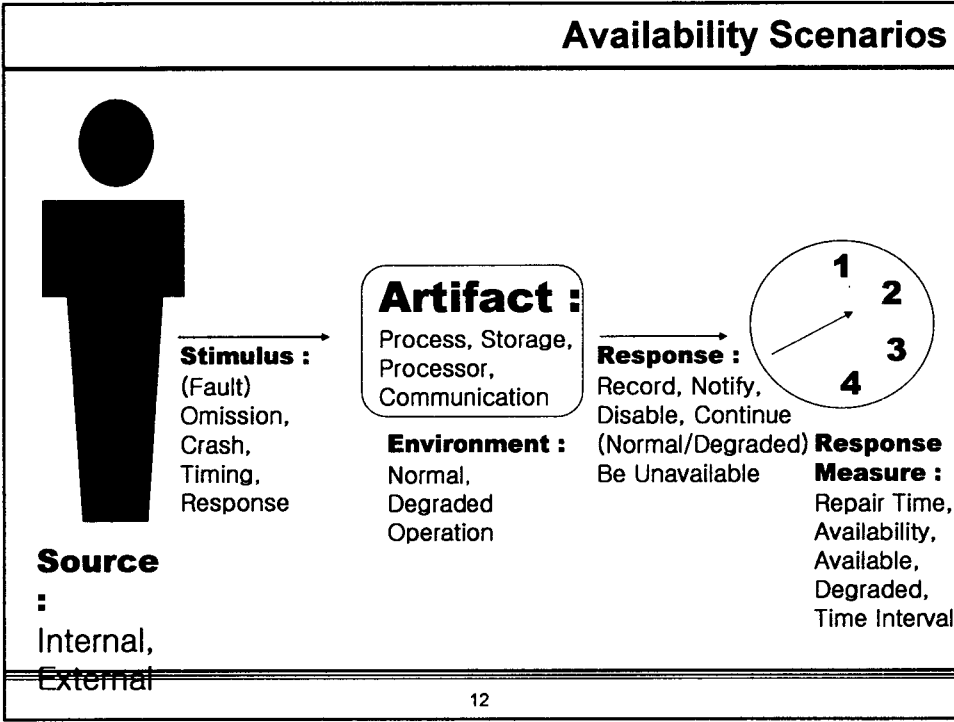 Availability Scenarios
Source
:
Internal,
External
Stimulus :
(Fault)
Omission,
Crash,
Timing,
Response
Artifact :
Process, Storage,
Processor,
Communication
Environment :
Normal,
Degraded
Operation
Response :
Record, Notify,
Disable, Continue
(Normal/Degraded)
Be Unavailable
1
2
3
4
Response
Measure :
Repair Time,
Availability,
Available,
Degraded,
Time Interval
12